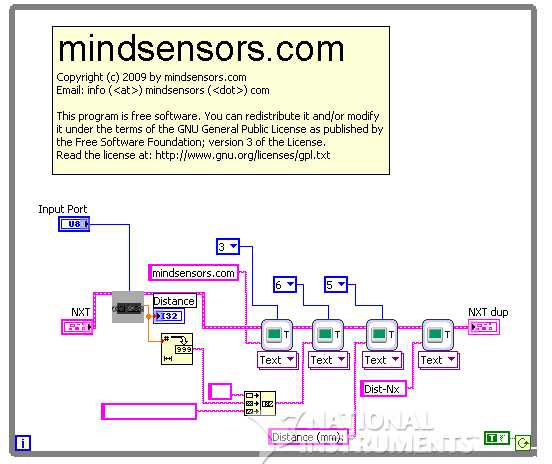 mindsensors.com
Copyright (c) 2009 by mindsensors.com
Email: info (<at>) mindsensors (<dot>) com
This program is free software. You can redistribute it and/or modify
it under the terms of the GNU General Public License as published by
the Free Software Foundation; version 3 of the License.
Read the license at: http://www.gnu.org/licenses/gpl.txt
Input Port
U8
3
mindsensors.com
6
5
NXT
Distance
I32
NXT dup
T
T
T
T
Text
Text
Text
Text
999
Dist-Nx
Distance (mm):
NATIONAL
INSTRUMENTS
i
T